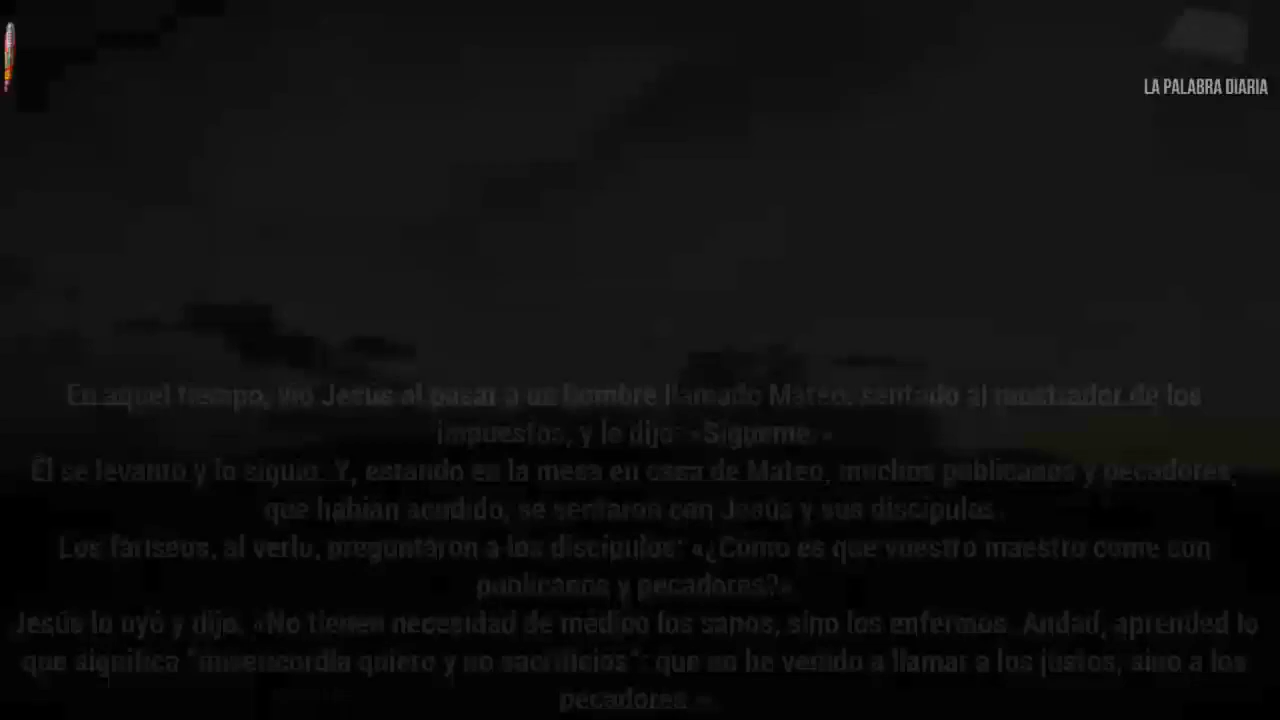 LA PALABRA DIARIA
En aquel tiempo, vio Jesús al pasar a un hombre llamado Mateo, sentado al mostrador de los
impuestos, y le dijo: «Sígueme.»
Él se levantó y lo siguió. Y, estando en la mesa en casa de Mateo, muchos publicanos y pecadores,
que habían acudido, se sentaron con Jesús y sus discípulos.
Los fariseos, al verlo, preguntaron a los discípulos: «¿Cómo es que vuestro maestro come con
publicanos y pecadores?»
Jesús lo oyó y dijo: «No tienen necesidad de médico los sanos, sino los enfermos. Andad, aprended lo
que significa "misericordia quiero y no sacrificios": que no he venido a llamar a los justos, sino a los
pecadores.»